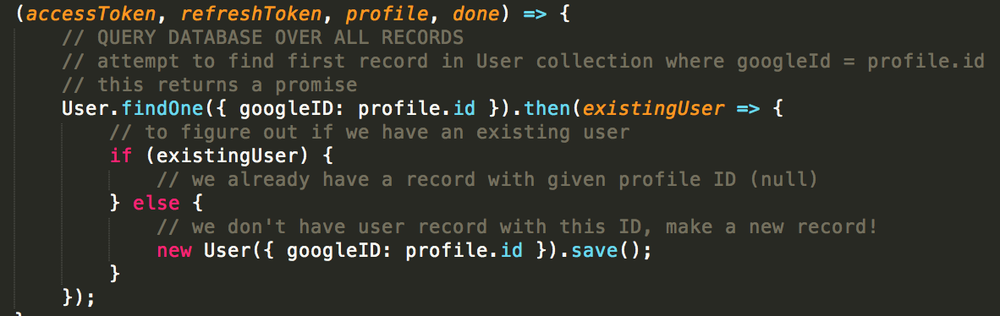 (accessToken, refreshToken, profile, done) => {
    // QUERY DATABASE OVER ALL RECORDS
    // attempt to find first record in User collection where googleId = profile.id
    // this returns a promise
    User.findOne({ googleID: profile.id }).then(existingUser => {
        // to figure out if we have an existing user
        if (existingUser) {
            // we already have a record with given profile ID (null)
        } else {
            // we don't have user record with this ID, make a new record!
            new User({ googleID: profile.id }).save();
        }
    });